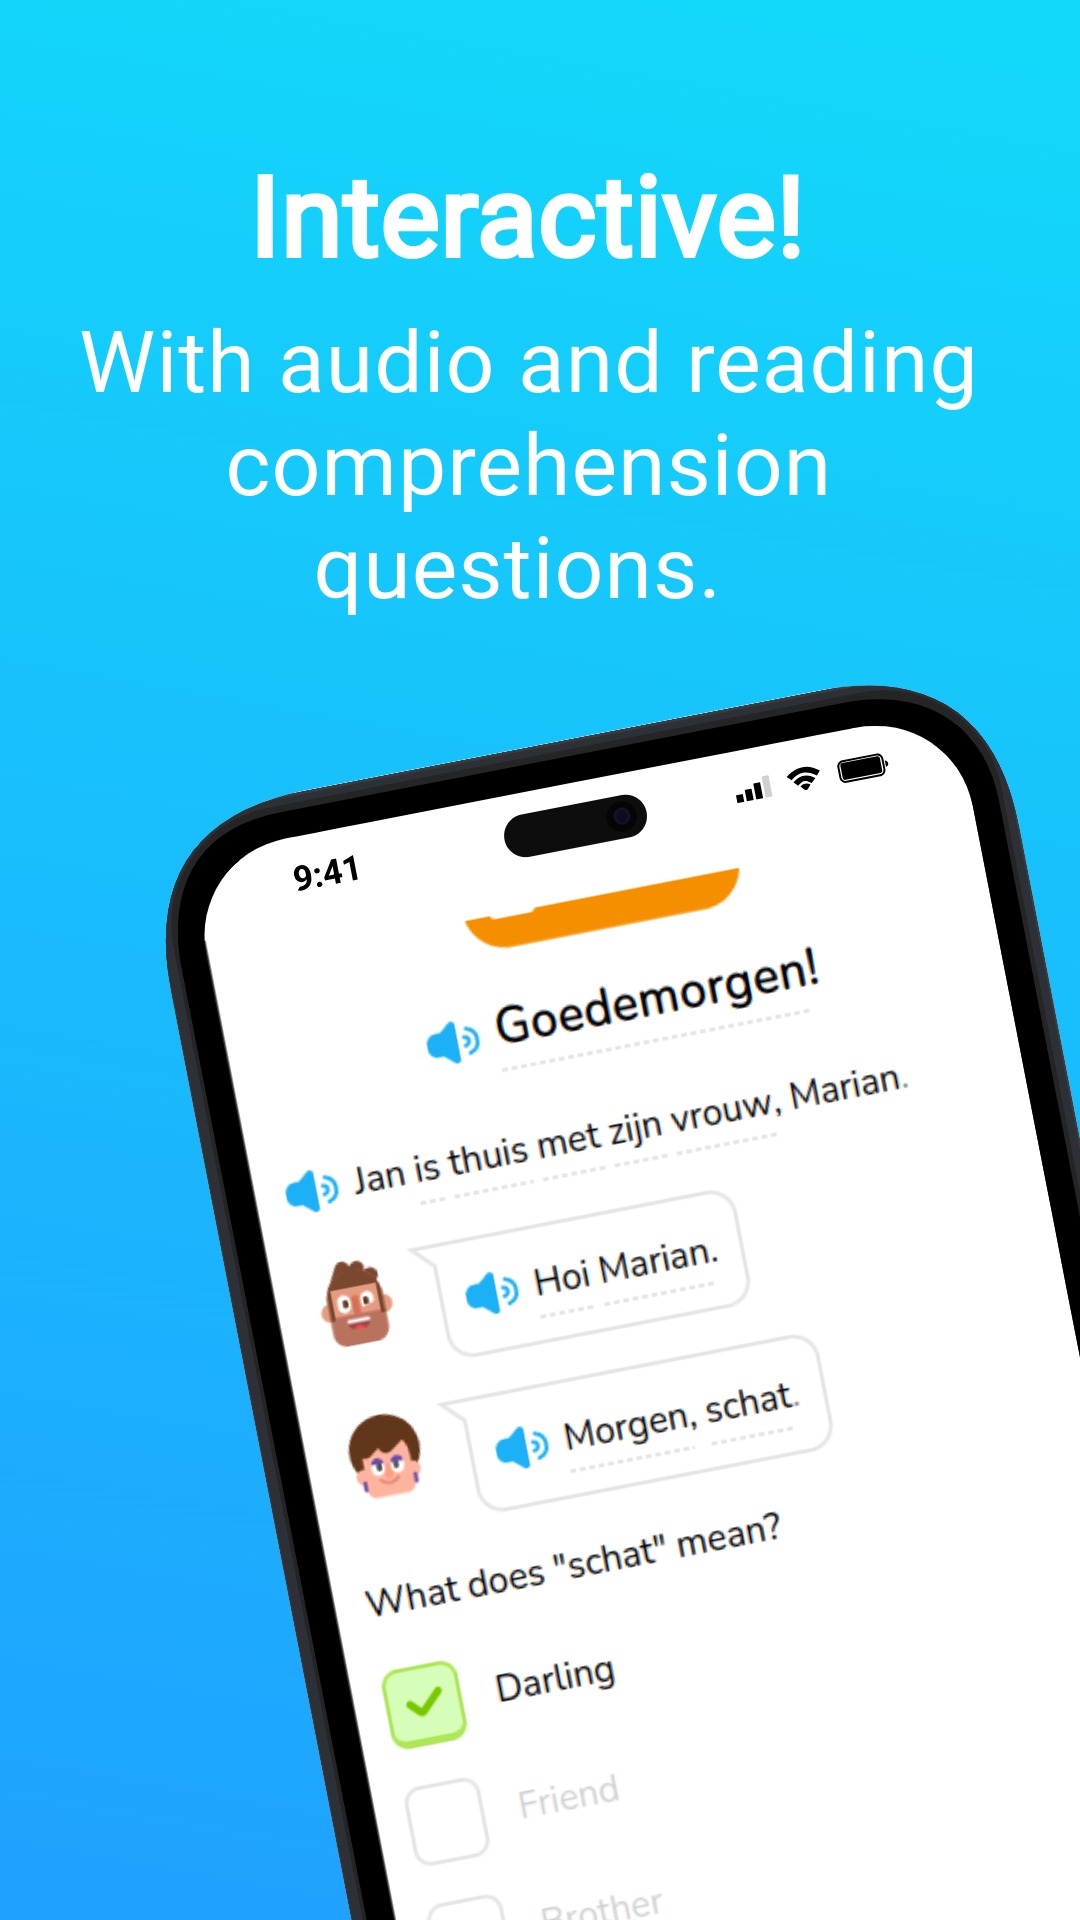 Interactive!
With audio and reading
comprehension
questions.
9:41
Goedemorgen!
Jan is thuis met zijn vrouw, Marian.
Hoi Marian.
Morgen, schat.
What does "schat" mean?
Darling
Friend
Brother